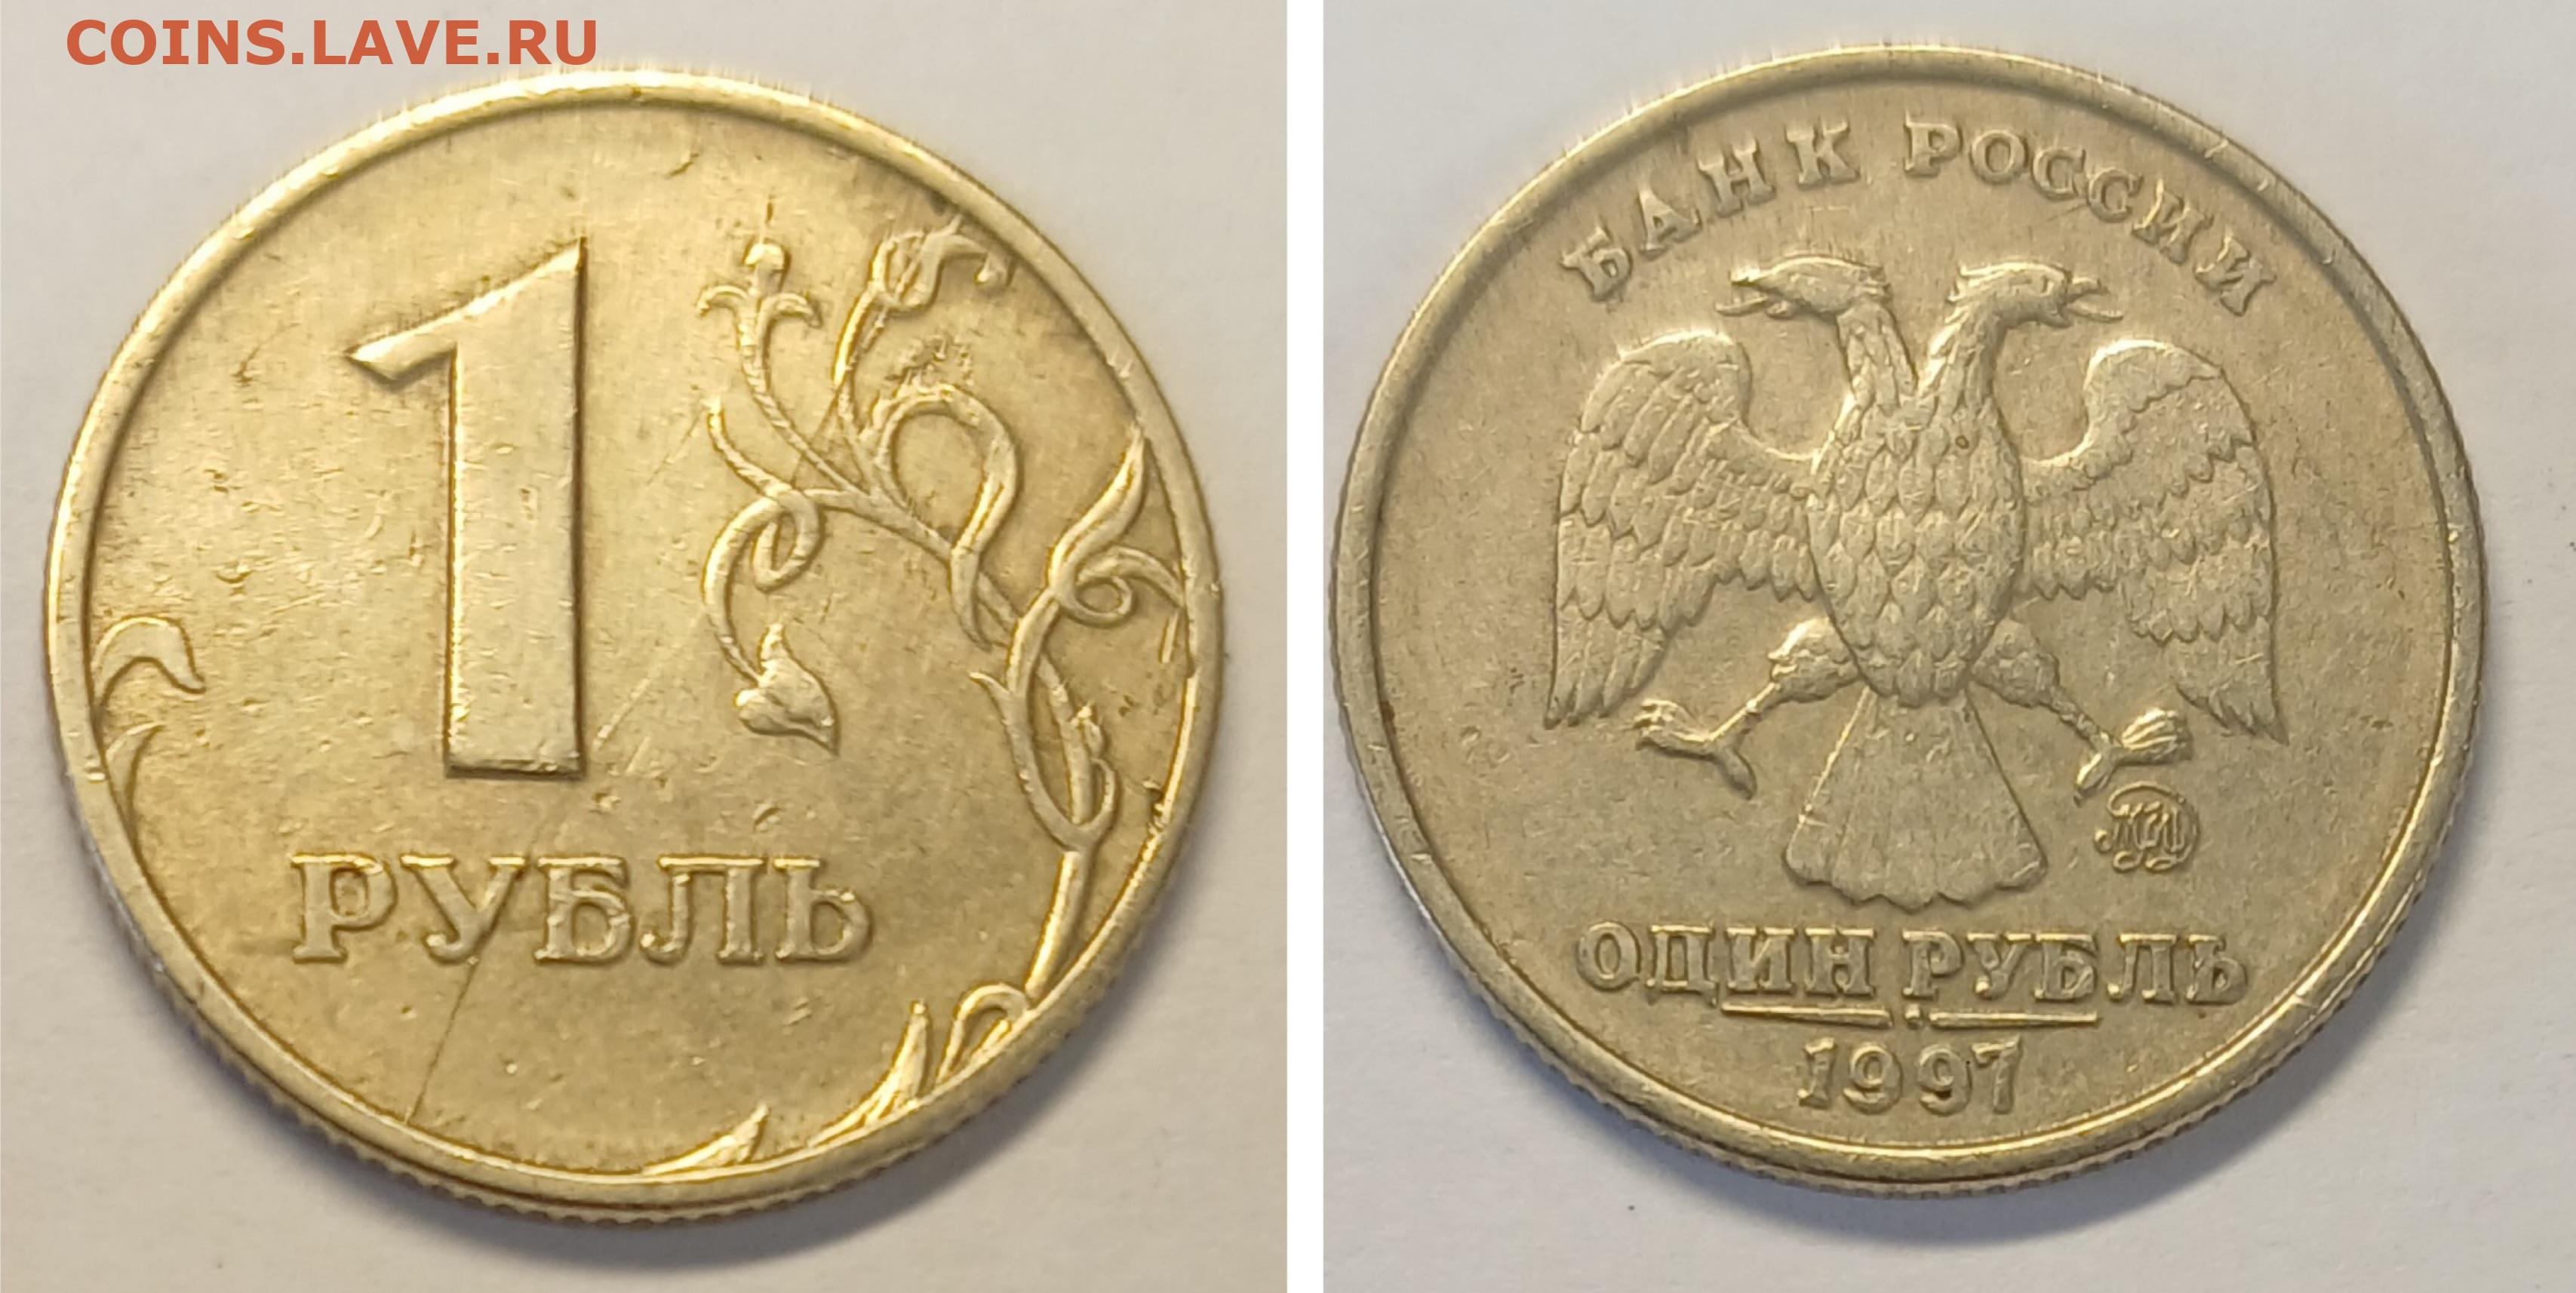 COINS.LAVE.RU
1
РУБЛЬ
БАНК РОССИИ
ОДИН РУБЛЬ
1997